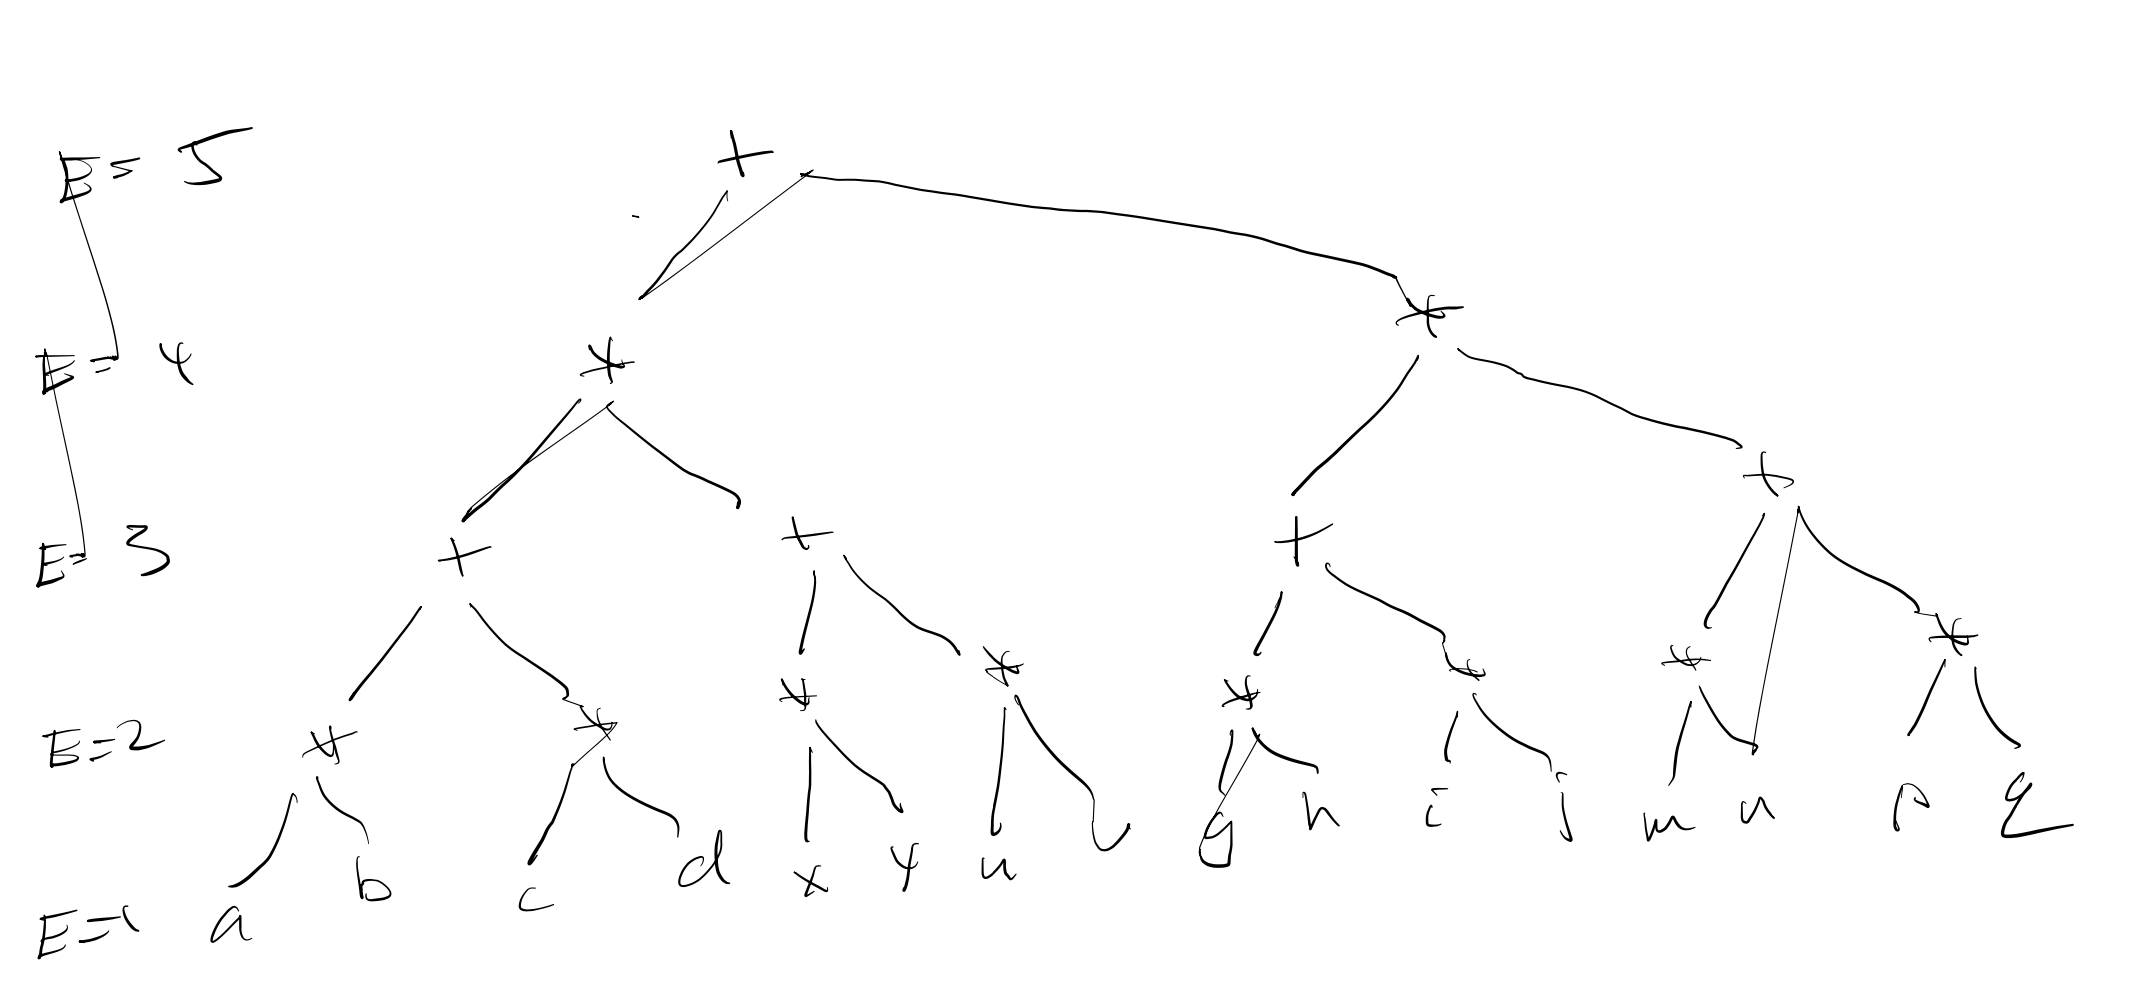 E= 5 +
*
E= 4 *
+
E= 3 + + +
* * * *
E=2 * * * *
g h i j m n p q
a b c d x y u v
E=1